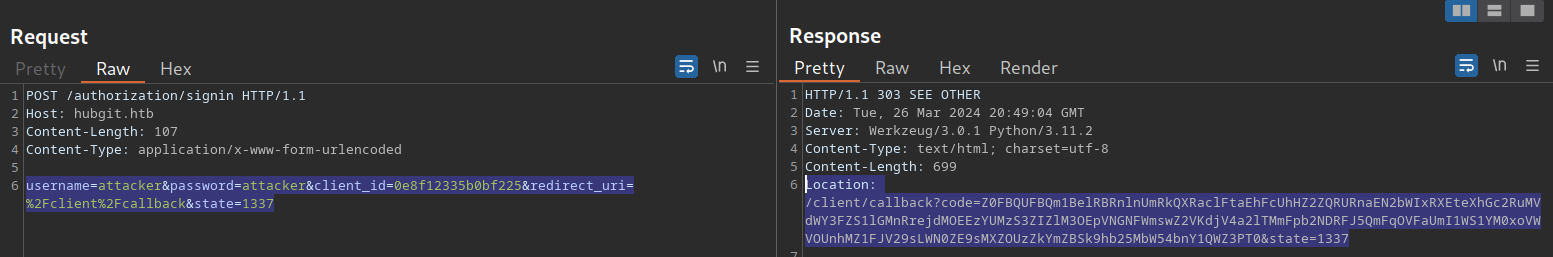 Request
Pretty Raw Hex
\n
1 POST /authorization/signin HTTP/1.1
2 Host: hubgit.htb
3 Content-Length: 107
4 Content-Type: application/x-www-form-urlencoded
5
6 username=attacker&password=attacker&client_id=0e8f12335b0bf225&redirect_uri=
%2Fclient%2Fcallback&state=1337
Response
Pretty Raw Hex Render
\n
1 HTTP/1.1 303 SEE OTHER
2 Date: Tue, 26 Mar 2024 20:49:04 GMT
3 Server: Werkzeug/3.0.1 Python/3.11.2
4 Content-Type: text/html; charset=utf-8
5 Content-Length: 699
6 Location:
/client/callback?code=Z0FBQUFBQm1BelRBRnlnUmRkQXRaclFtaEhFcUhHZ2ZQRURnaEN2bWIxRXEteXhGc2RuMV
dWY3FZS1lGMnRrejdMOEEzYUMzS3ZIZlM3OEpVNGNFWmswZ2VKdjV4a2lTMmFpb2NDRFJ5QmFqOVFaUmI1WS1YM0xoVW
VOUnhMZ1FJV29sLWN0ZE9sMXZOUzZkYmZBSk9hb25MbW54bnY1QWZ3PT0&state=1337
7